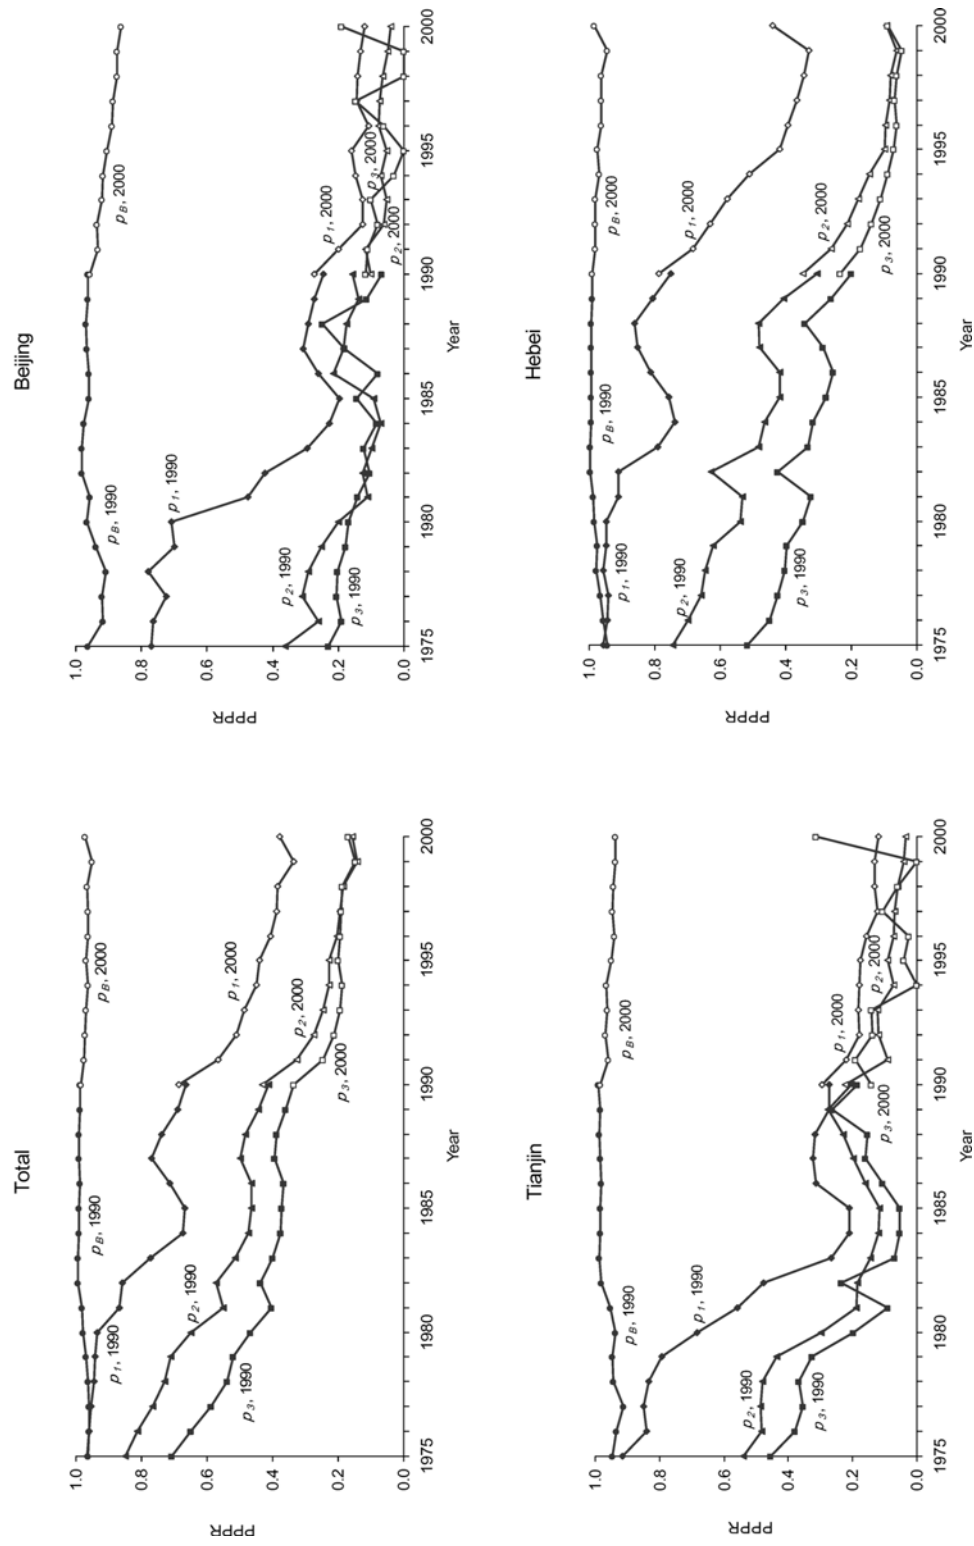 Total
PPPR
1.0
0.8
0.6
0.4
0.2
0.0
1975
1980
1985
1990
1995
2000
Year
pB, 1990
p1, 1990
p2, 1990
p3, 1990
pB, 2000
p1, 2000
p2, 2000
p3, 2000
Beijing
PPPR
1.0
0.8
0.6
0.4
0.2
0.0
1975
1980
1985
1990
1995
2000
Year
pB, 1990
p1, 1990
p2, 1990
p3, 1990
pB, 2000
p1, 2000
p3, 2000
p2, 2000
Tianjin
PPPR
1.0
0.8
0.6
0.4
0.2
0.0
1975
1980
1985
1990
1995
2000
Year
pB, 1990
p1, 1990
p2, 1990
p3, 1990
pB, 2000
p1, 2000
p2, 2000
p3, 2000
Hebei
PPPR
1.0
0.8
0.6
0.4
0.2
0.0
1975
1980
1985
1990
1995
2000
Year
p1, 1990
pB, 1990
p2, 1990
p3, 1990
pB, 2000
p1, 2000
p2, 2000
p3, 2000